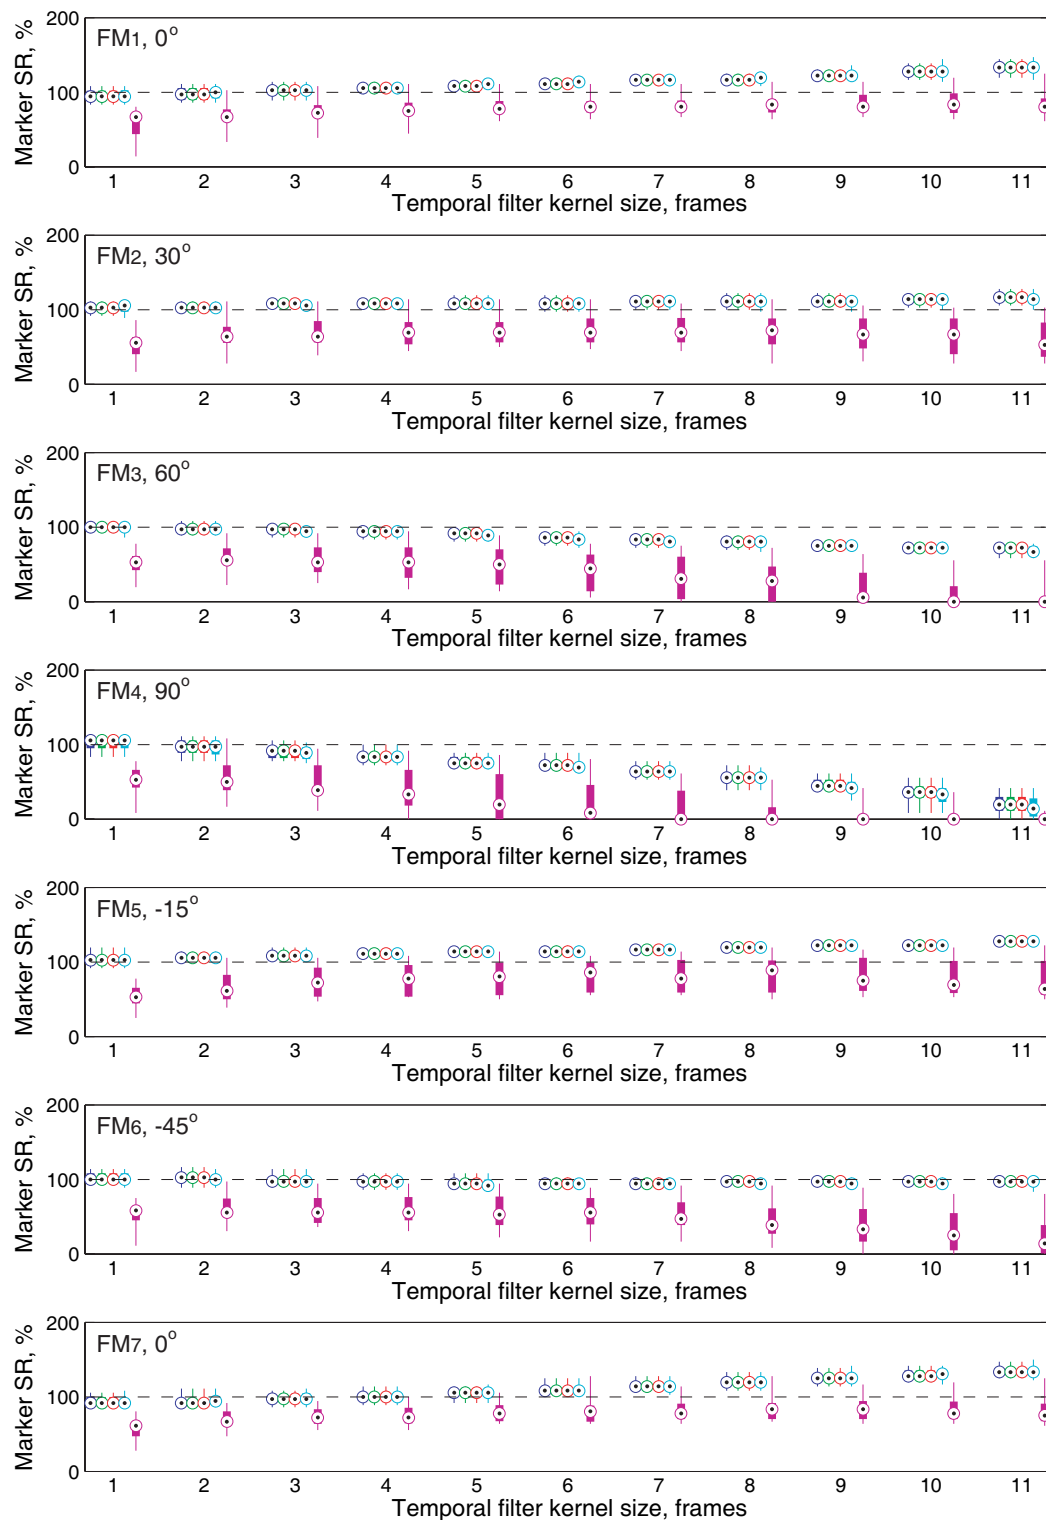 200
FM1, 0°
Marker SR, %
100
0
1 2 3 4 5 6 7 8 9 10 11
Temporal filter kernel size, frames
200
FM2, 30°
Marker SR, %
100
0
1 2 3 4 5 6 7 8 9 10 11
Temporal filter kernel size, frames
200
FM3, 60°
Marker SR, %
100
0
1 2 3 4 5 6 7 8 9 10 11
Temporal filter kernel size, frames
200
FM4, 90°
Marker SR, %
100
0
1 2 3 4 5 6 7 8 9 10 11
Temporal filter kernel size, frames
200
FM5, -15°
Marker SR, %
100
0
1 2 3 4 5 6 7 8 9 10 11
Temporal filter kernel size, frames
200
FM6, -45°
Marker SR, %
100
0
1 2 3 4 5 6 7 8 9 10 11
Temporal filter kernel size, frames
200
FM7, 0°
Marker SR, %
100
0
1 2 3 4 5 6 7 8 9 10 11
Temporal filter kernel size, frames